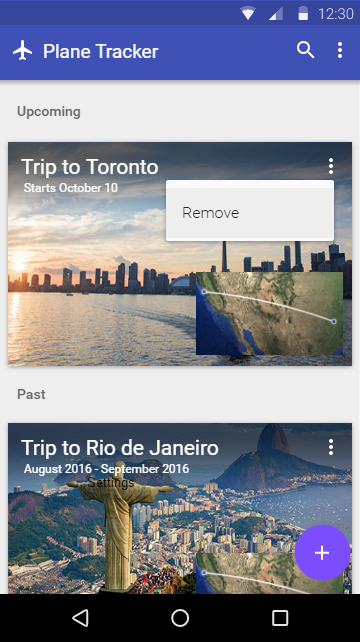 12:30
Plane Tracker
Upcoming
Trip to Toronto
Starts October 10
Remove
Past
Trip to Rio de Janeiro
August 2016 - September 2016
Settings